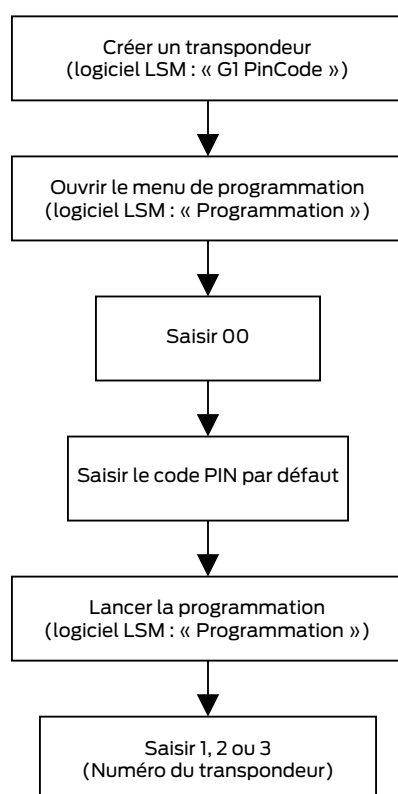 Créer un transpondeur
(logiciel LSM : « G1 PinCode »)
Ouvrir le menu de programmation
(logiciel LSM : « Programmation »)
Saisir 00
Saisir le code PIN par défaut
Lancer la programmation
(logiciel LSM : « Programmation »)
Saisir 1, 2 ou 3
(Numéro du transpondeur)